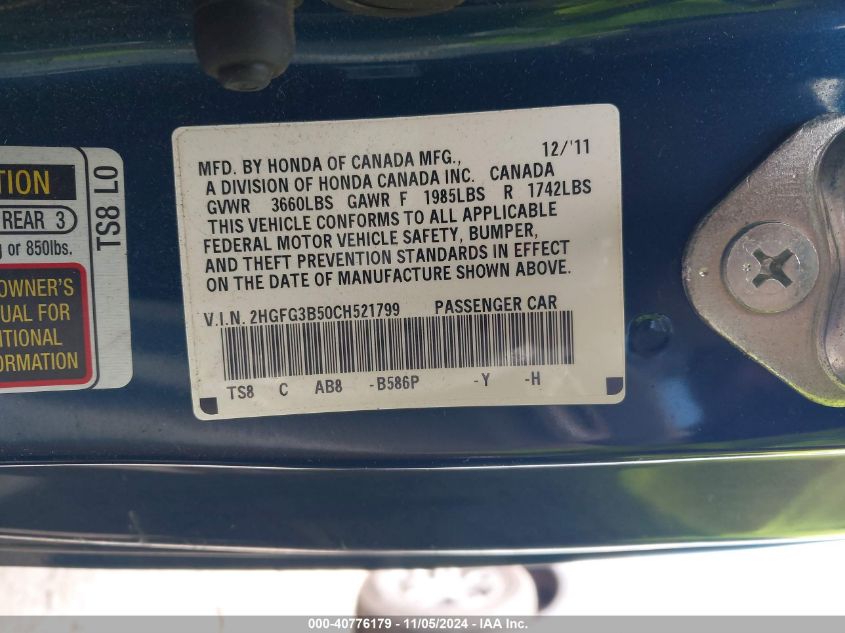 MFD. BY HONDA OF CANADA MFG., 12/'11
A DIVISION OF HONDA CANADA INC. CANADA
GVWR 3660LBS GAWR F 1985LBS R 1742LBS
THIS VEHICLE CONFORMS TO ALL APPLICABLE
FEDERAL MOTOR VEHICLE SAFETY, BUMPER,
AND THEFT PREVENTION STANDARDS IN EFFECT
ON THE DATE OF MANUFACTURE SHOWN ABOVE.
V.I.N. 2HGFG3B50CH521799 PASSENGER CAR
TS8 C AB8 -B586P -Y -H
TION
REAR 3
g or 850lbs.
OWNER'S
UAL FOR
ITIONAL
FORMATION
TS8 L0
000-40776179 - 11/05/2024 - IAA Inc.